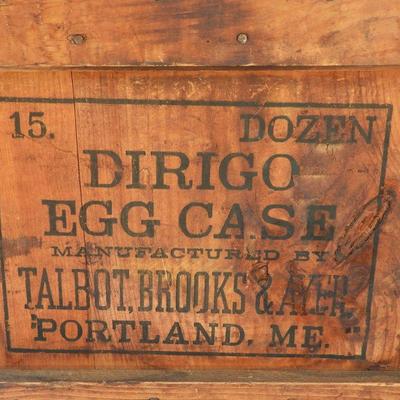 15. DOZEN
DIRIGO
EGG CASE
MANUFACTURED BY
TALBOT, BROOKS & AYER,
"PORTLAND, ME."